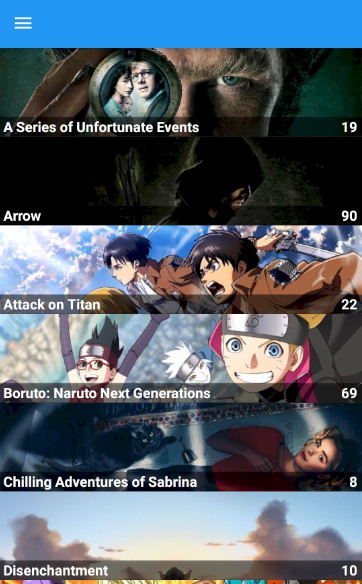 A Series of Unfortunate Events 19
Arrow 90
Attack on Titan 22
Boruto: Naruto Next Generations 69
Chilling Adventures of Sabrina 8
Disenchantment 10